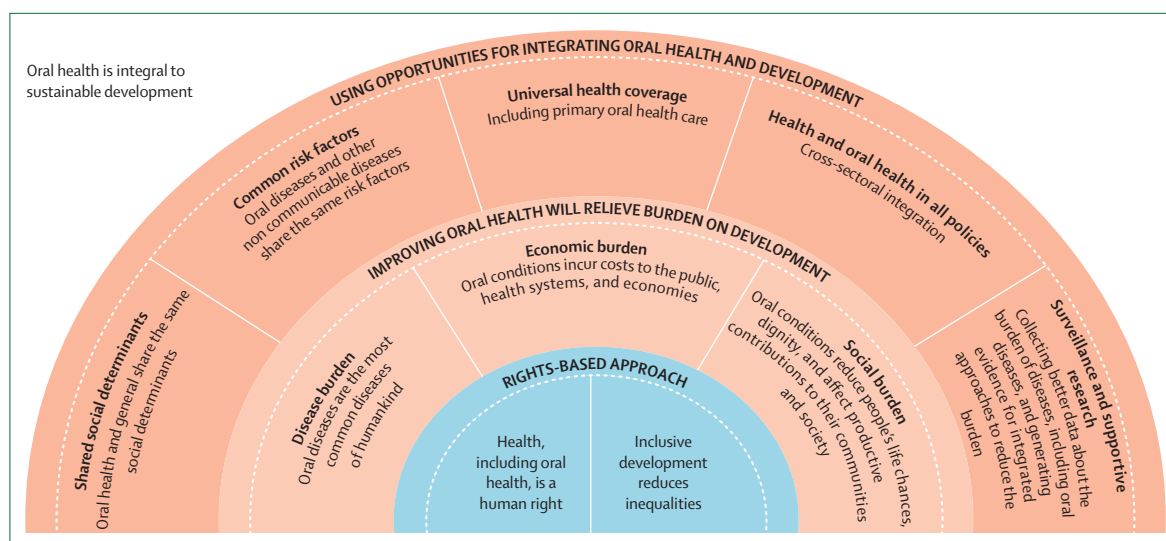 Oral health is integral to
sustainable development
USING OPPORTUNITIES FOR INTEGRATING ORAL HEALTH AND DEVELOPMENT
Shared social determinants
Oral health and general share the same
social determinants
Common risk factors
Oral diseases and other
non communicable diseases
share the same risk factors
Universal health coverage
Including primary oral health care
Health and oral health in all policies
Cross-sectoral integration
Surveillance and supportive
research
Collecting better data about the
burden of diseases, including oral
diseases, and generating
evidence for integrated
approaches to reduce the
burden
IMPROVING ORAL HEALTH WILL RELIEVE BURDEN ON DEVELOPMENT
Disease burden
Oral diseases are the most
common diseases
of humankind
Economic burden
Oral conditions incur costs to the public,
health systems, and economies
Social burden
Oral conditions reduce people's life chances,
dignity, and affect productive
contributions to their communities
and society
RIGHTS-BASED APPROACH
Health,
including oral
health, is a
human right
Inclusive
development
reduces
inequalities